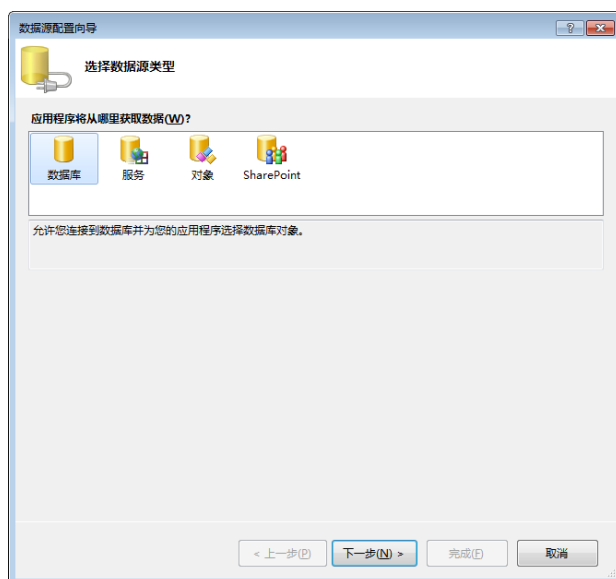 数据源配置向导
选择数据源类型
应用程序将从哪里获取数据(W)?
数据库 服务 对象 SharePoint
允许您连接到数据库并为您的应用程序选择数据库对象。
< 上一步(P) 下一步(N) > 完成(F) 取消